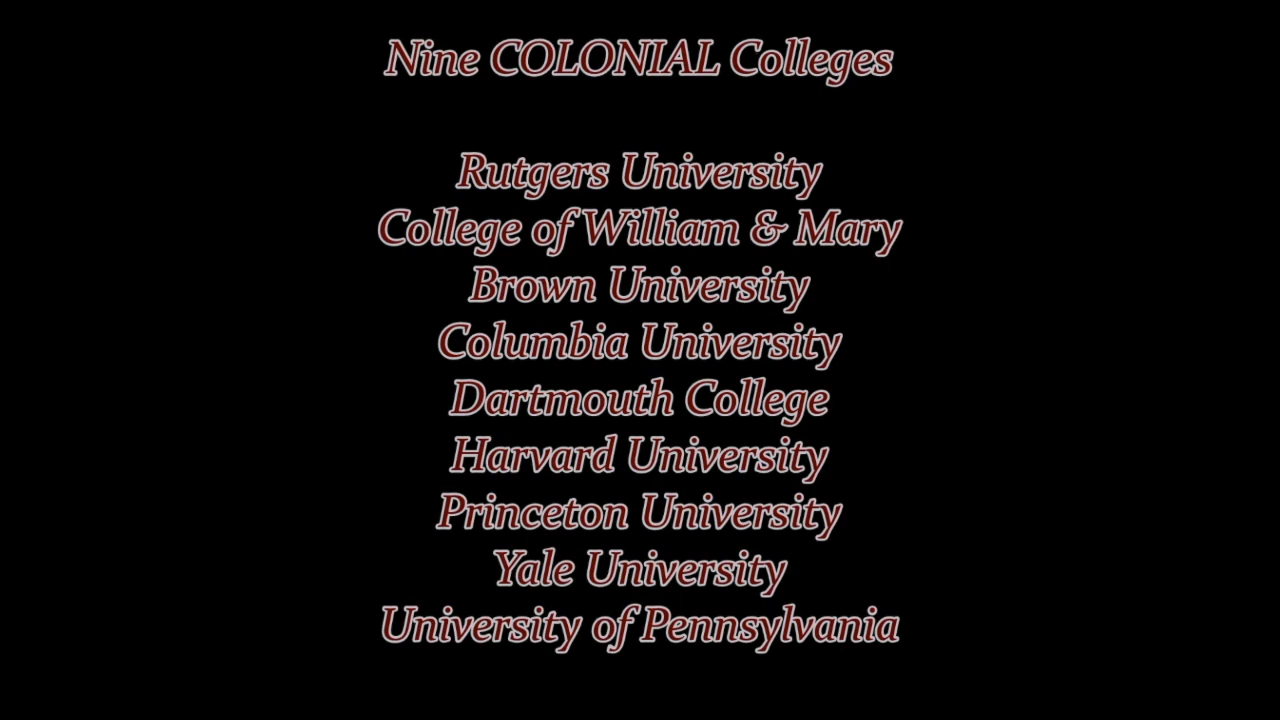 Nine COLONIAL Colleges
Rutgers University
College of William & Mary
Brown University
Columbia University
Dartmouth College
Harvard University
Princeton University
Yale University
University of Pennsylvania